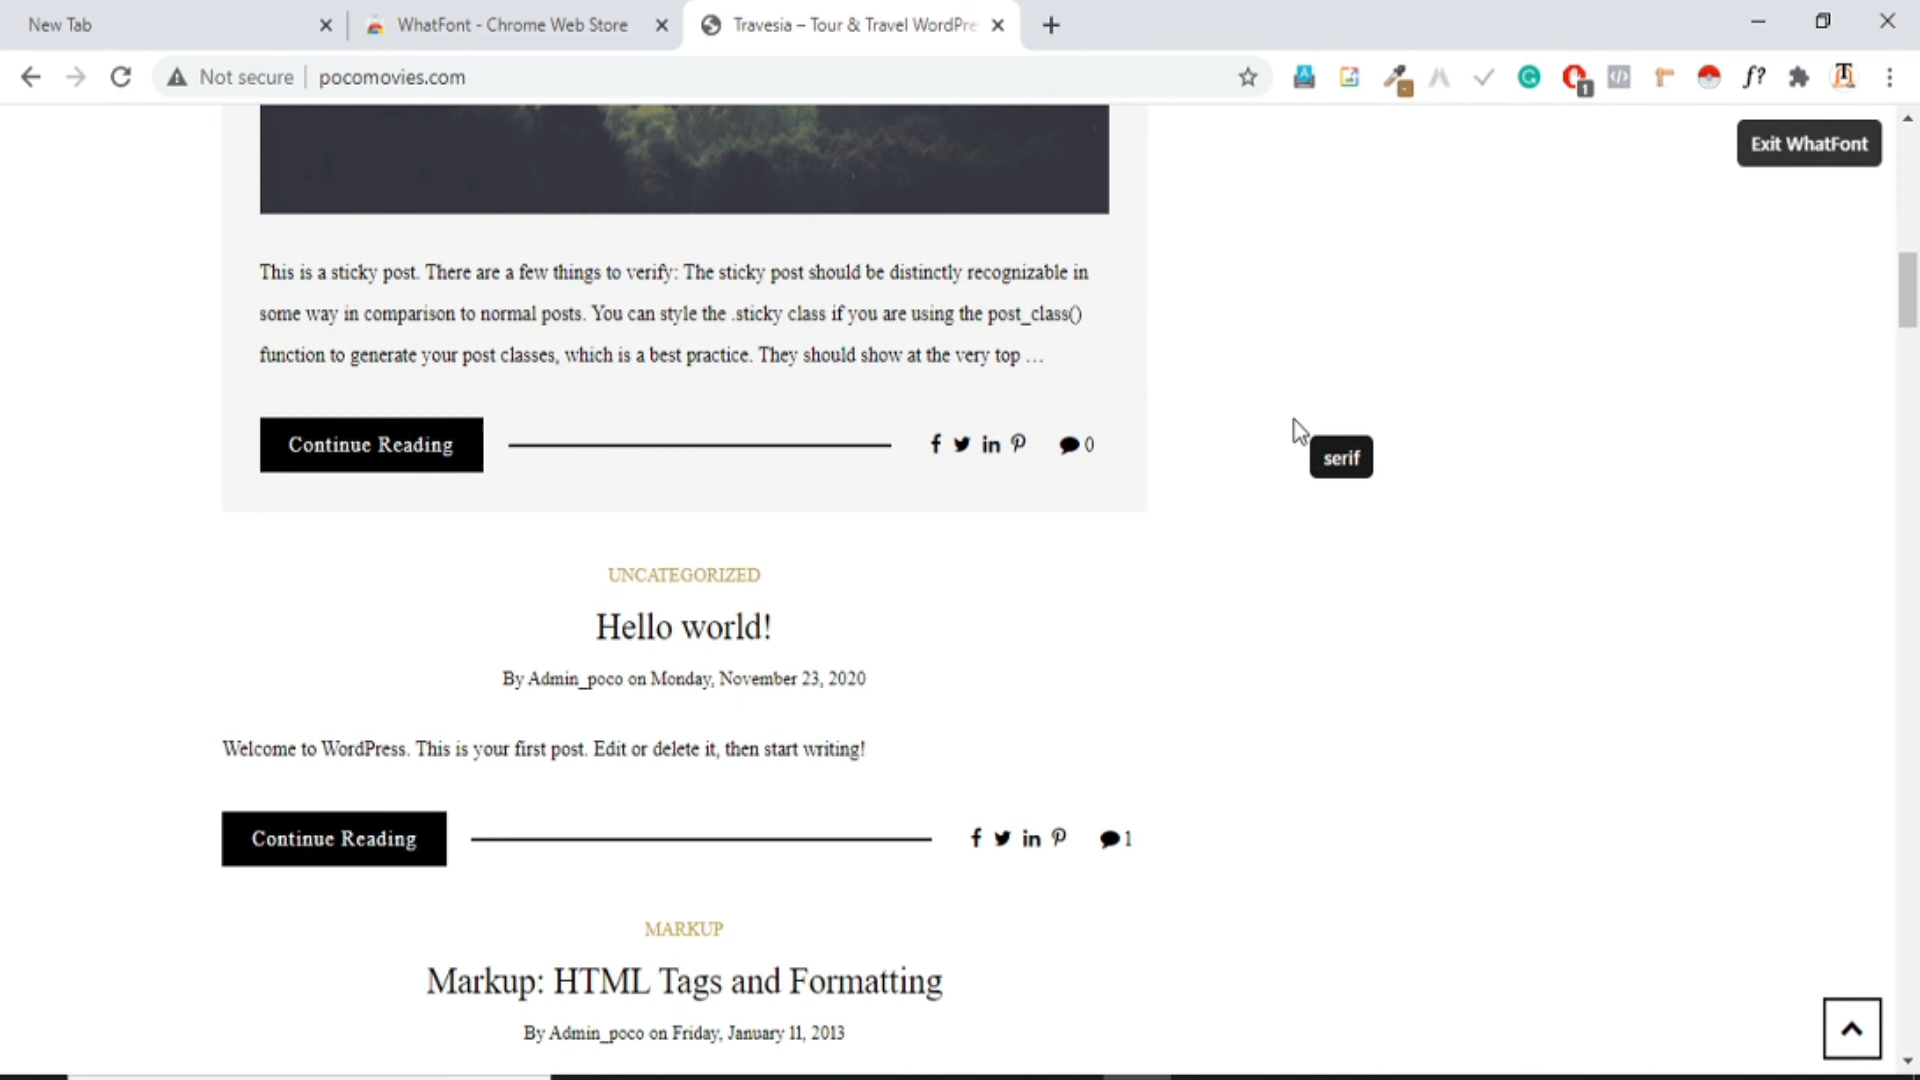 New Tab
WhatFont - Chrome Web Store
Travesia – Tour & Travel WordPre
Not secure
pocomovies.com
1
f?
Exit WhatFont
This is a sticky post. There are a few things to verify: The sticky post should be distinctly recognizable in
some way in comparison to normal posts. You can style the .sticky class if you are using the post_class()
function to generate your post classes, which is a best practice. They should show at the very top …
Continue Reading
0
serif
UNCATEGORIZED
Hello world!
By Admin_poco on Monday, November 23, 2020
Welcome to WordPress. This is your first post. Edit or delete it, then start writing!
Continue Reading
1
MARKUP
Markup: HTML Tags and Formatting
By Admin_poco on Friday, January 11, 2013